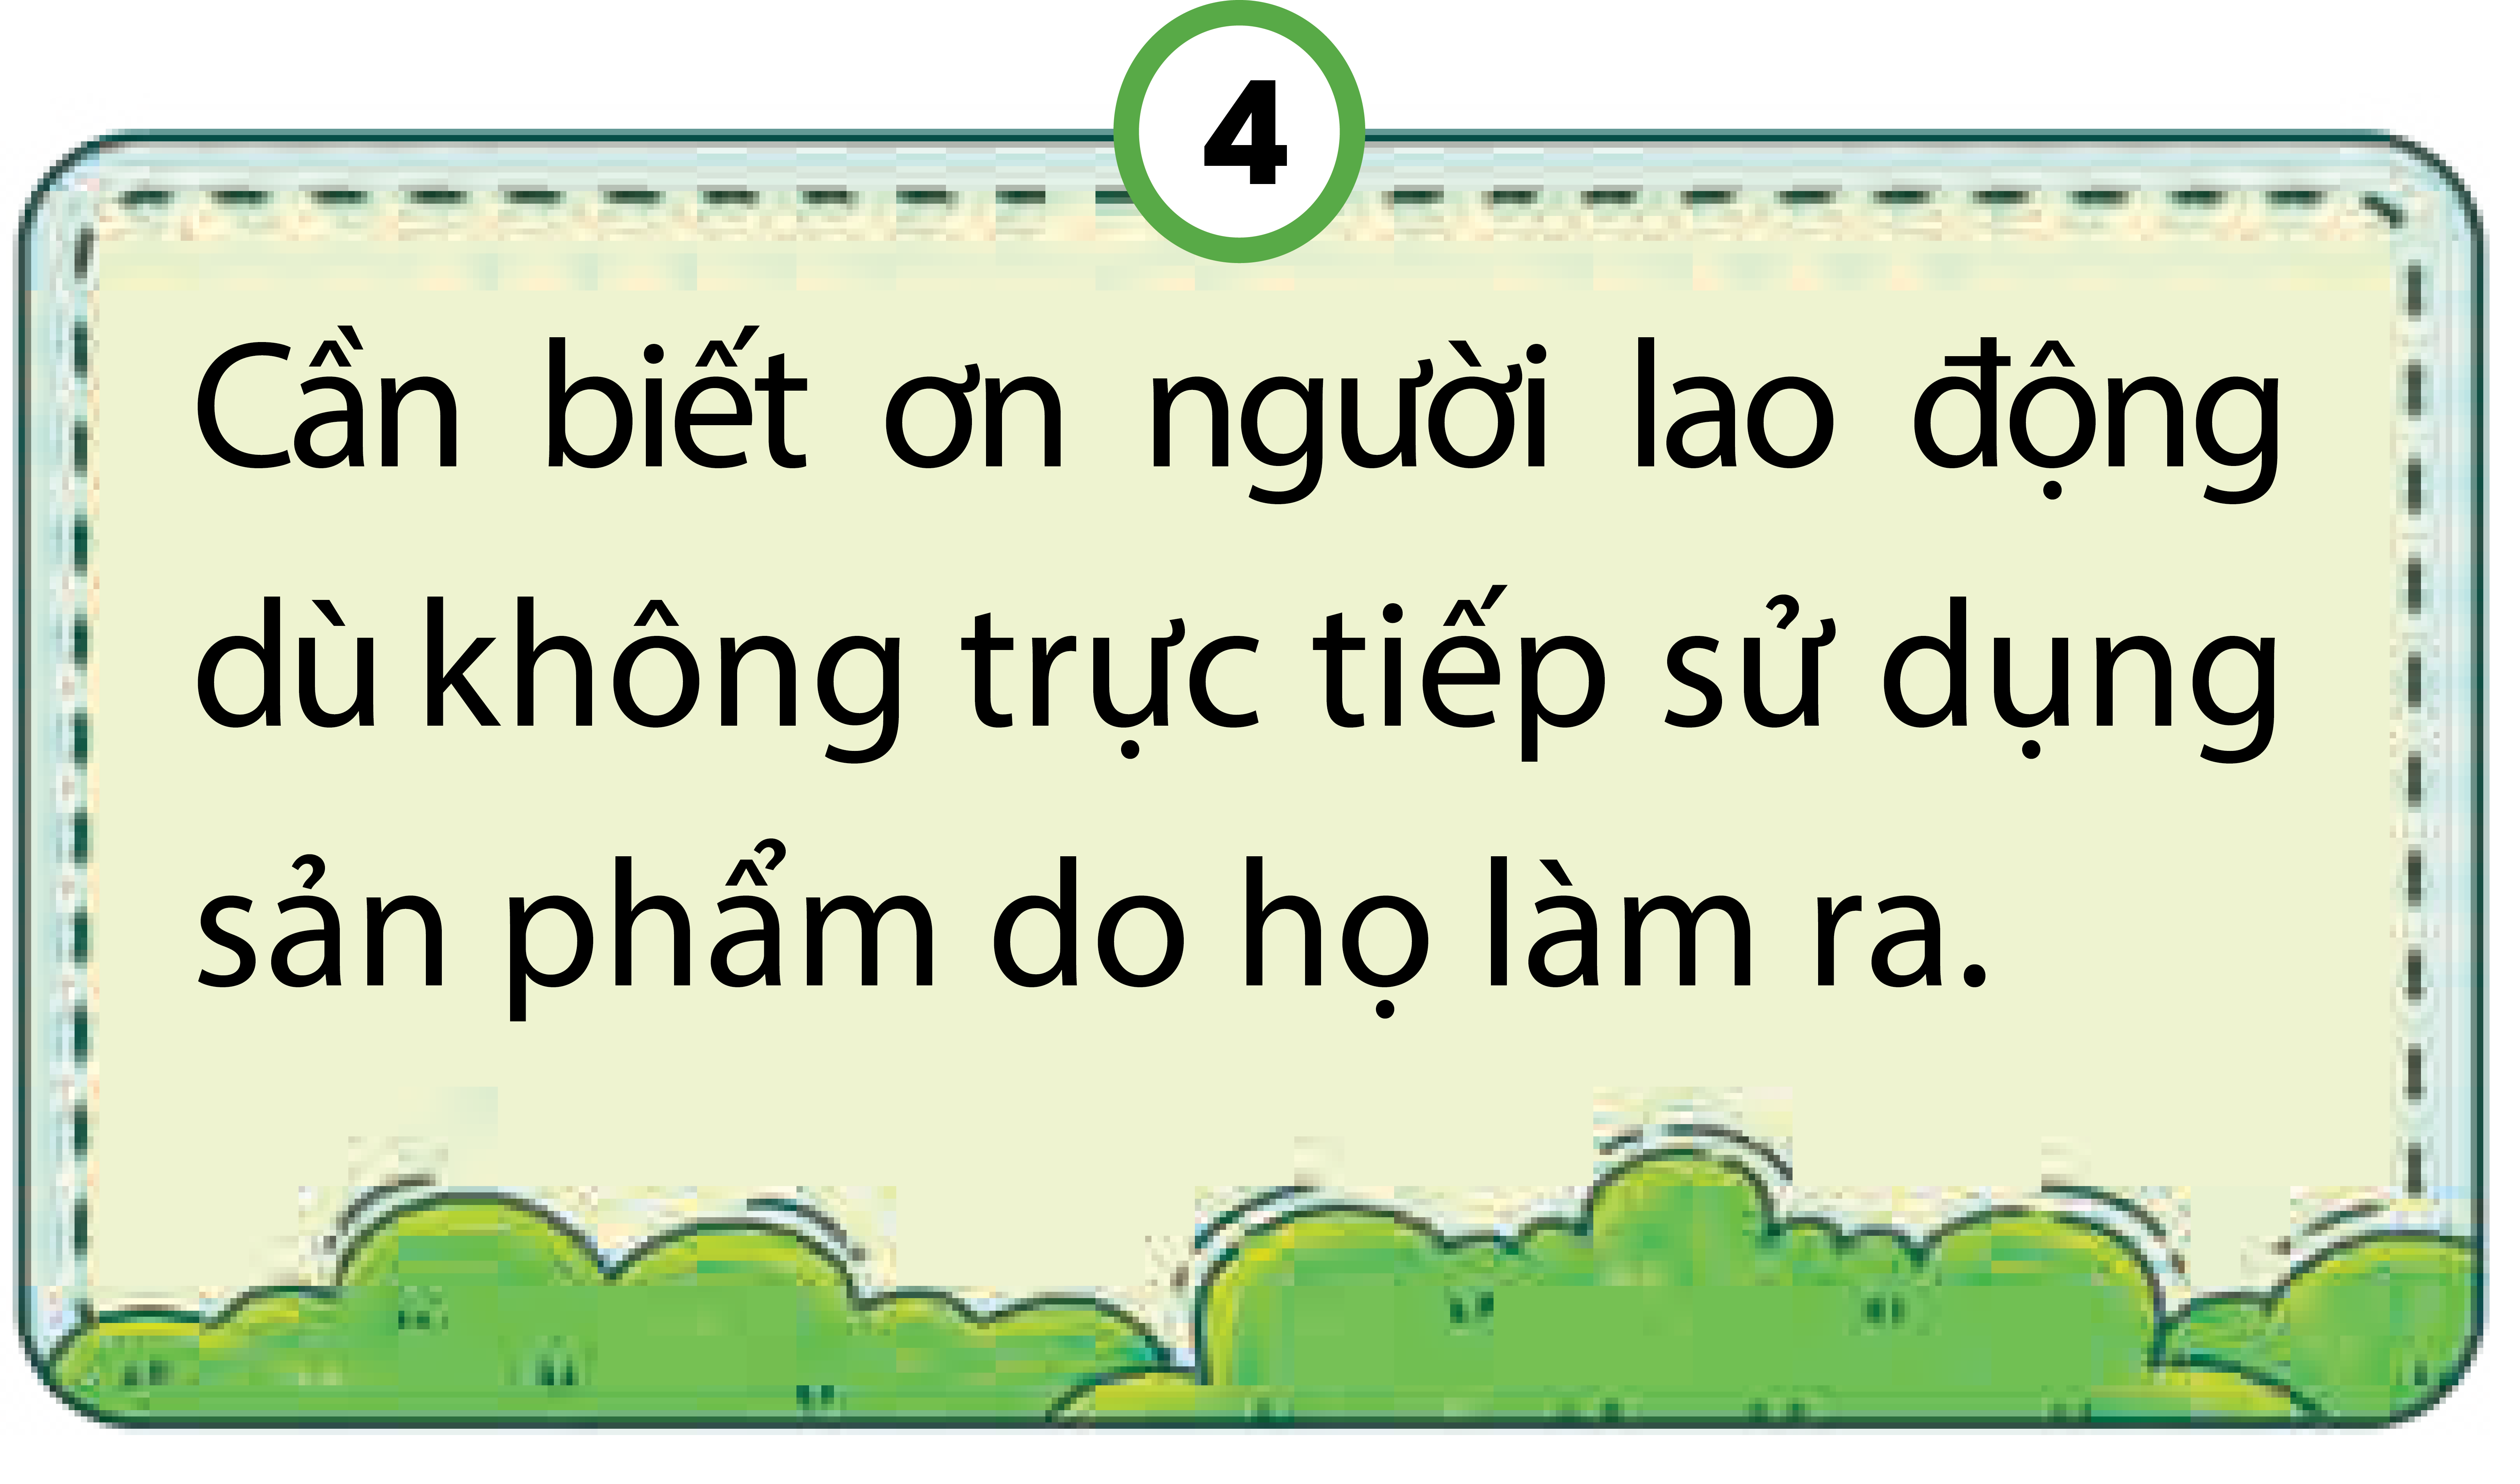 4
Cần biết ơn người lao động
dù không trực tiếp sử dụng
sản phẩm do họ làm ra.